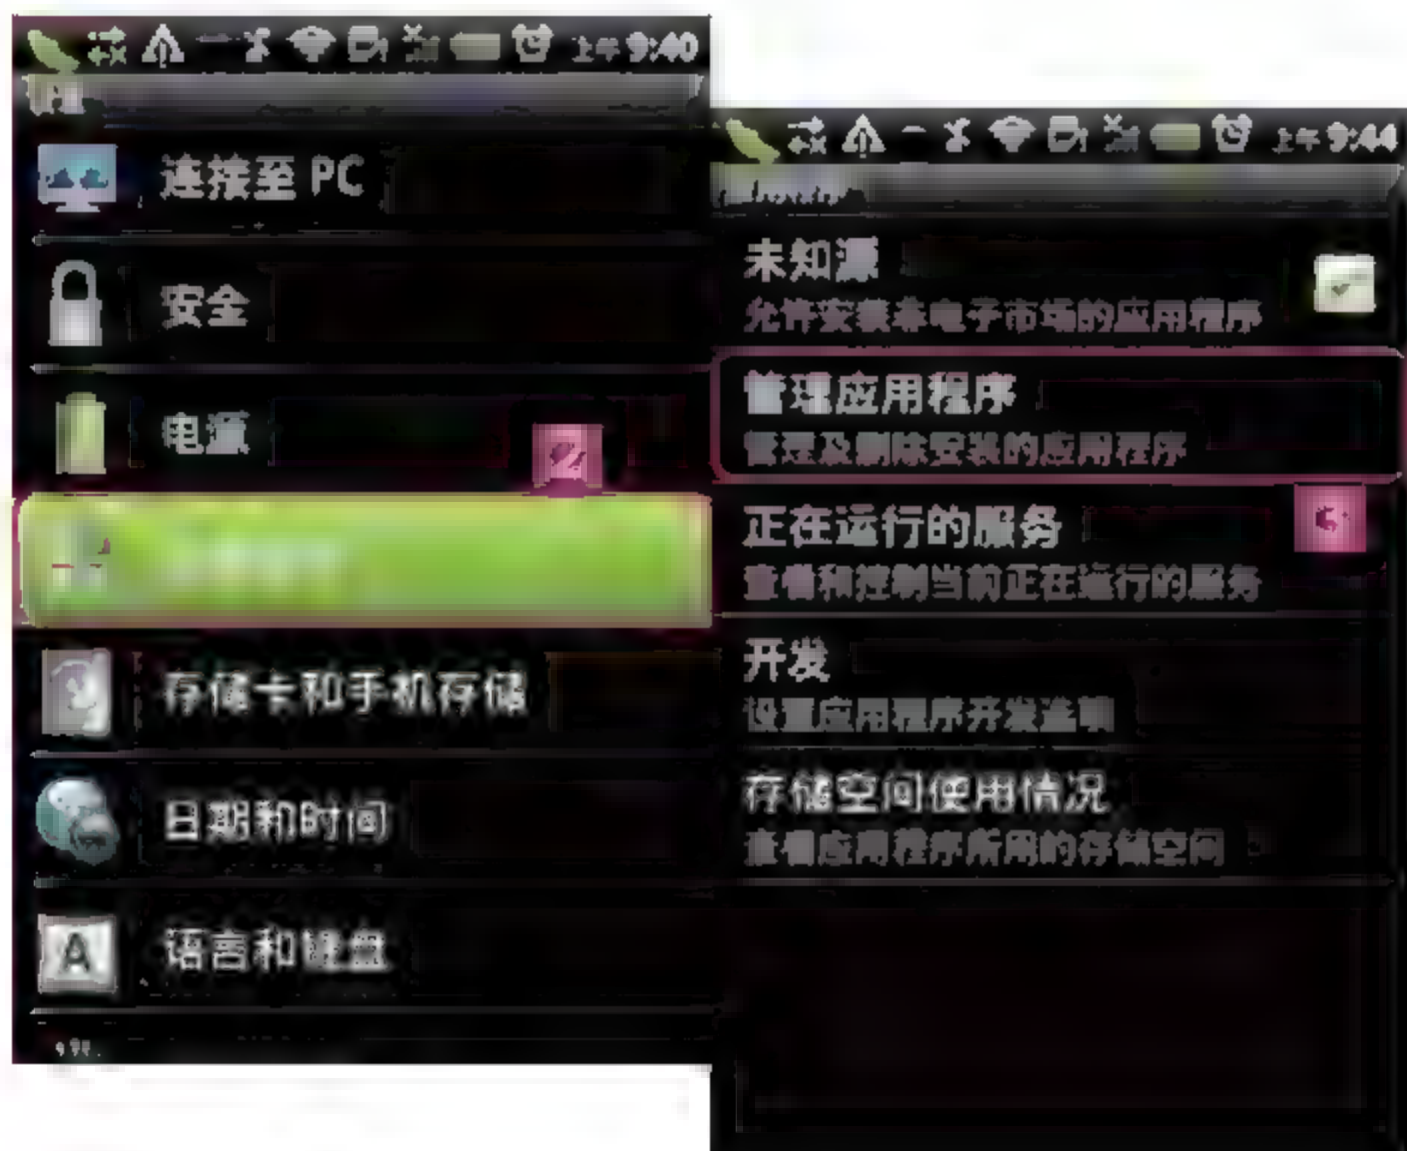 上午 9:40
连接至 PC
安全
电源
存储卡和手机存储
日期和时间
语言和键盘
A
上午 9:44
未知源
允许安装非电子市场的应用程序
管理应用程序
管理及删除安装的应用程序
正在运行的服务
查看和控制当前正在运行的服务
开发
设置应用程序开发选项
存储空间使用情况
查看应用程序所用的存储空间